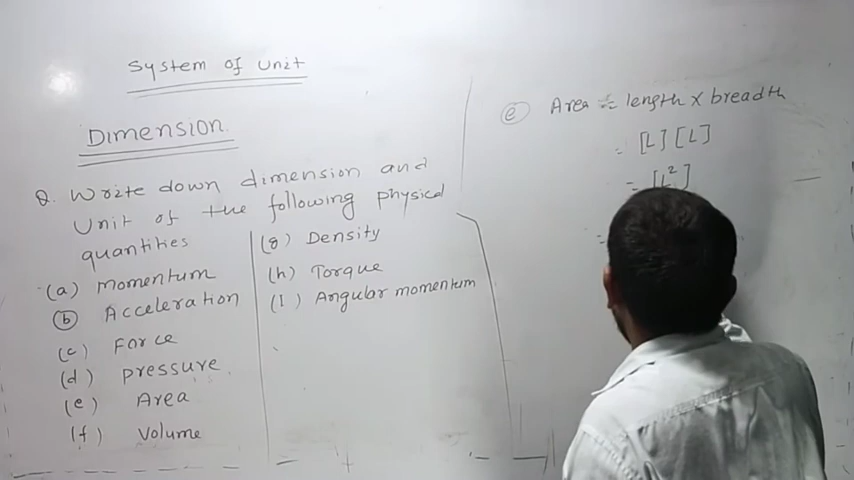 System of Unit
Dimension
Q. Write down dimension and
Unit of the following physical
quantities
(a) Momentum
(b) Acceleration
(c) Force
(d) Pressure
(e) Area
(f) Volume
(g) Density
(h) Torque
(I) Angular momentum
(e) Area = length x breadth
= [L] [L]
= [L²]
=